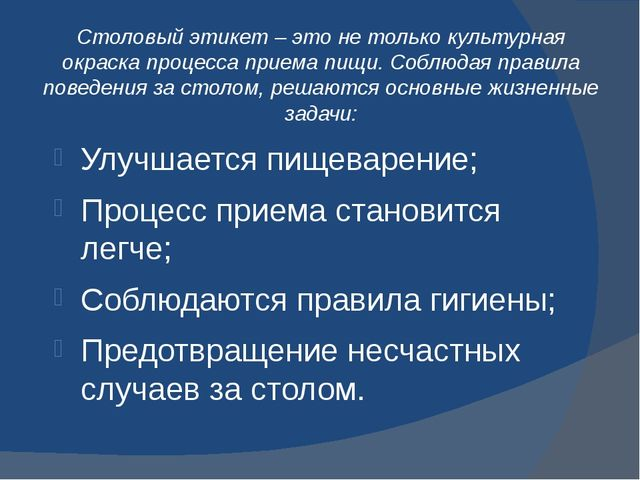 Столовый этикет – это не только культурная
окраска процесса приема пищи. Соблюдая правила
поведения за столом, решаются основные жизненные
задачи:
Улучшается пищеварение;
Процесс приема становится
легче;
Соблюдаются правила гигиены;
Предотвращение несчастных
случаев за столом.